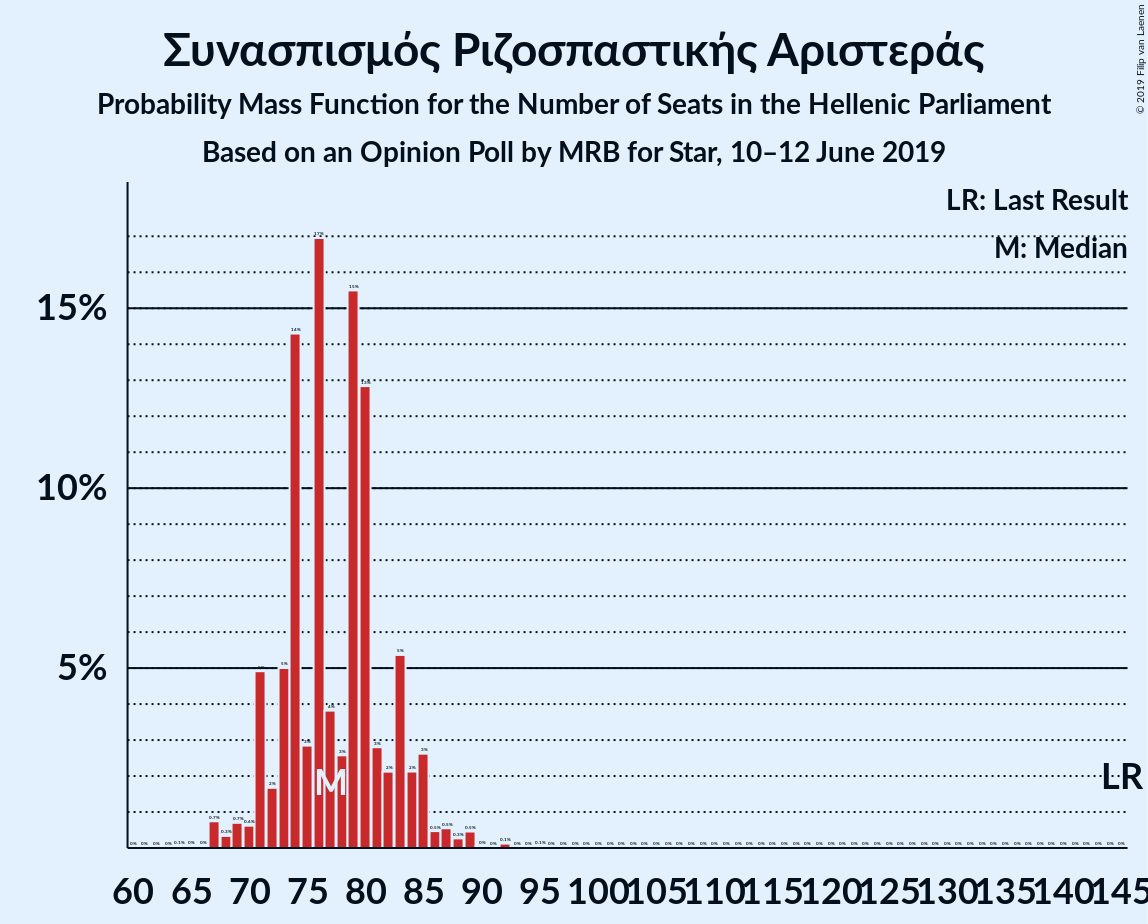 Συνασπισμός Ριζοσπαστικής Αριστεράς
Probability Mass Function for the Number of Seats in the Hellenic Parliament
Based on an Opinion Poll by MRB for Star, 10–12 June 2019
© 2019 Filip van Laenen
LR: Last Result
M: Median
15%
10%
5%
M
LR
60 65 70 75 80 85 90 95 100 105 110 115 120 125 130 135 140 145